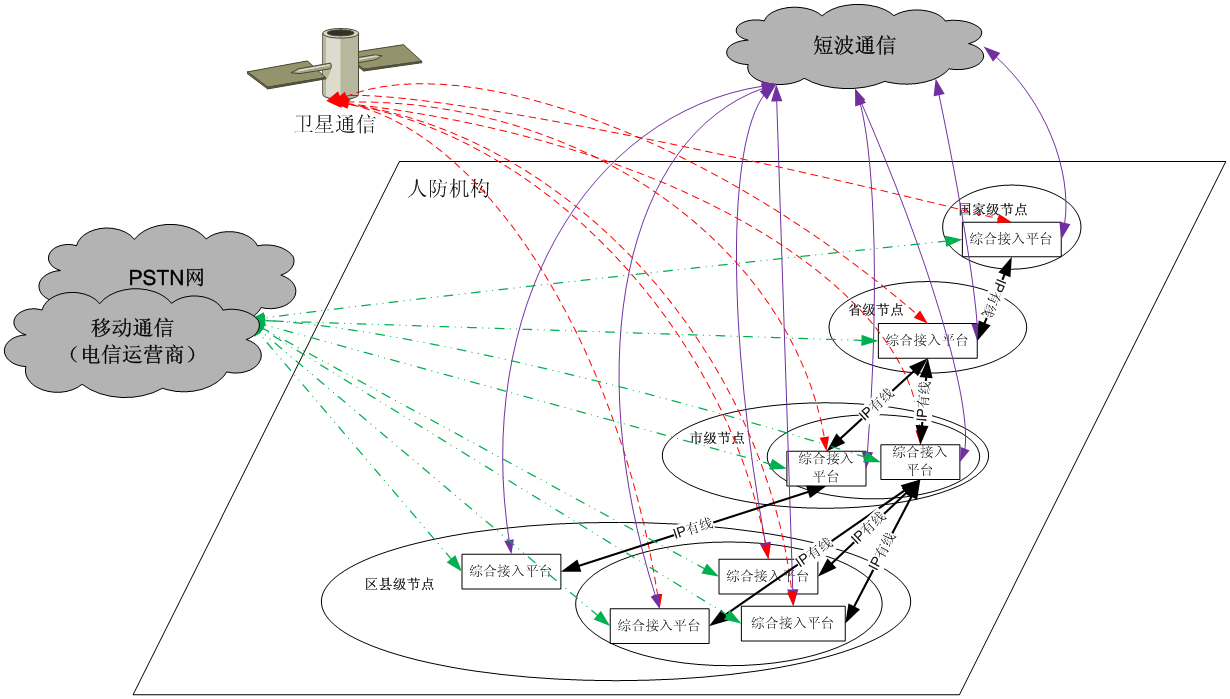 短波通信
卫星通信
人防机构
国家级节点
综合接入平台
PSTN网
移动通信
（电信运营商）
IP有线
省级节点
综合接入平台
IP有线
IP有线
市级节点
综合接入
平台
综合接入
平台
IP有线
IP有线
IP有线
IP有线
区县级节点
综合接入平台
综合接入平台
综合接入平台
综合接入平台